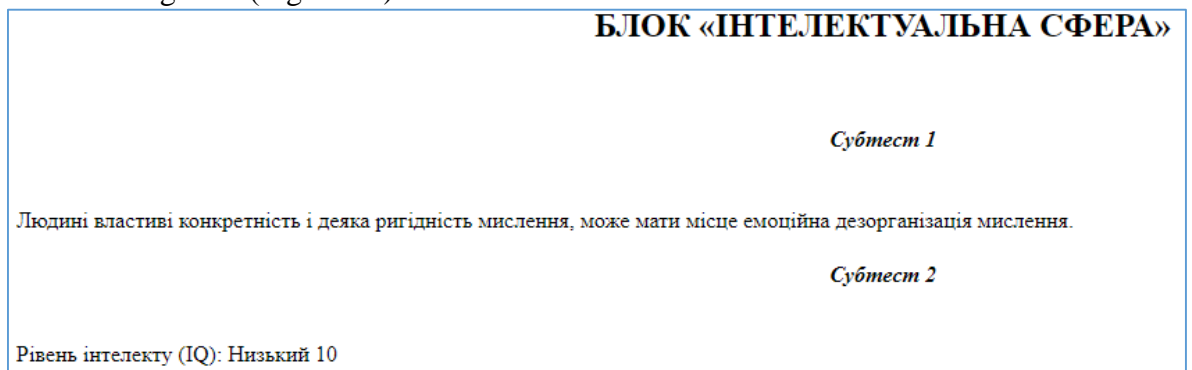 БЛОК «ІНТЕЛЕКТУАЛЬНА СФЕРА»
Субтест 1
Людині властиві конкретність і деяка ригідність мислення, може мати місце емоційна дезорганізація мислення.
Субтест 2
Рівень інтелекту (IQ): Низький 10